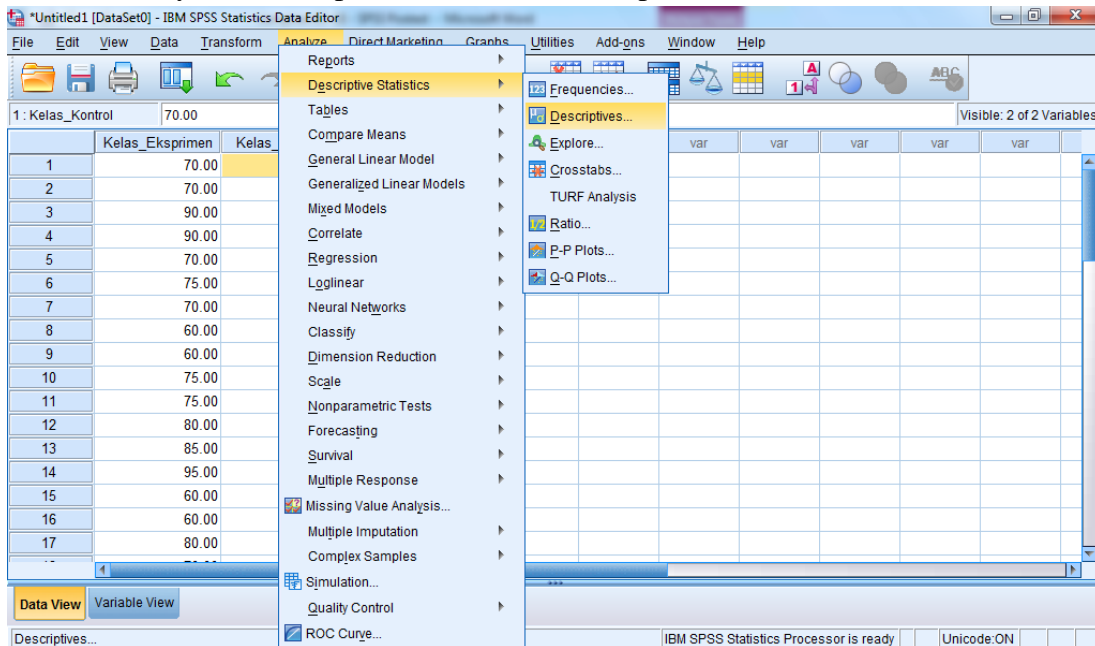 *Untitled1 [DataSet0] - IBM SPSS Statistics Data Editor
File Edit View Data Transform Analyze Direct Marketing Graphs Utilities Add-ons Window Help
1 : Kelas_Kontrol 70.00 Visible: 2 of 2 Variables
Kelas_Eksprimen Kelas_ var var var var var
1 70.00
2 70.00
3 90.00
4 90.00
5 70.00
6 75.00
7 70.00
8 60.00
9 60.00
10 75.00
11 75.00
12 80.00
13 85.00
14 95.00
15 60.00
16 60.00
17 80.00
Reports
Descriptive Statistics
Tables
Compare Means
General Linear Model
Generalized Linear Models
Mixed Models
Correlate
Regression
Loglinear
Neural Networks
Classify
Dimension Reduction
Scale
Nonparametric Tests
Forecasting
Survival
Multiple Response
Missing Value Analysis...
Multiple Imputation
Complex Samples
Simulation...
Quality Control
ROC Curve...
Frequencies...
Descriptives...
Explore...
Crosstabs...
TURF Analysis
Ratio...
P-P Plots...
Q-Q Plots...
Data View Variable View
Descriptives... IBM SPSS Statistics Processor is ready Unicode:ON